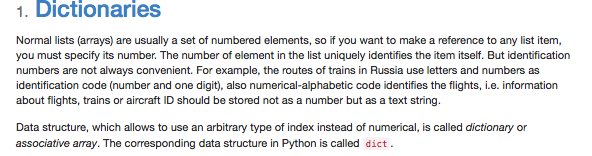 1. Dictionaries
Normal lists (arrays) are usually a set of numbered elements, so if you want to make a reference to any list item,
you must specify its number. The number of element in the list uniquely identifies the item itself. But identification
numbers are not always convenient. For example, the routes of trains in Russia use letters and numbers as
identification code (number and one digit), also numerical-alphabetic code identifies the flights, i.e. information
about flights, trains or aircraft ID should be stored not as a number but as a text string.
Data structure, which allows to use an arbitrary type of index instead of numerical, is called dictionary or
associative array. The corresponding data structure in Python is called dict .